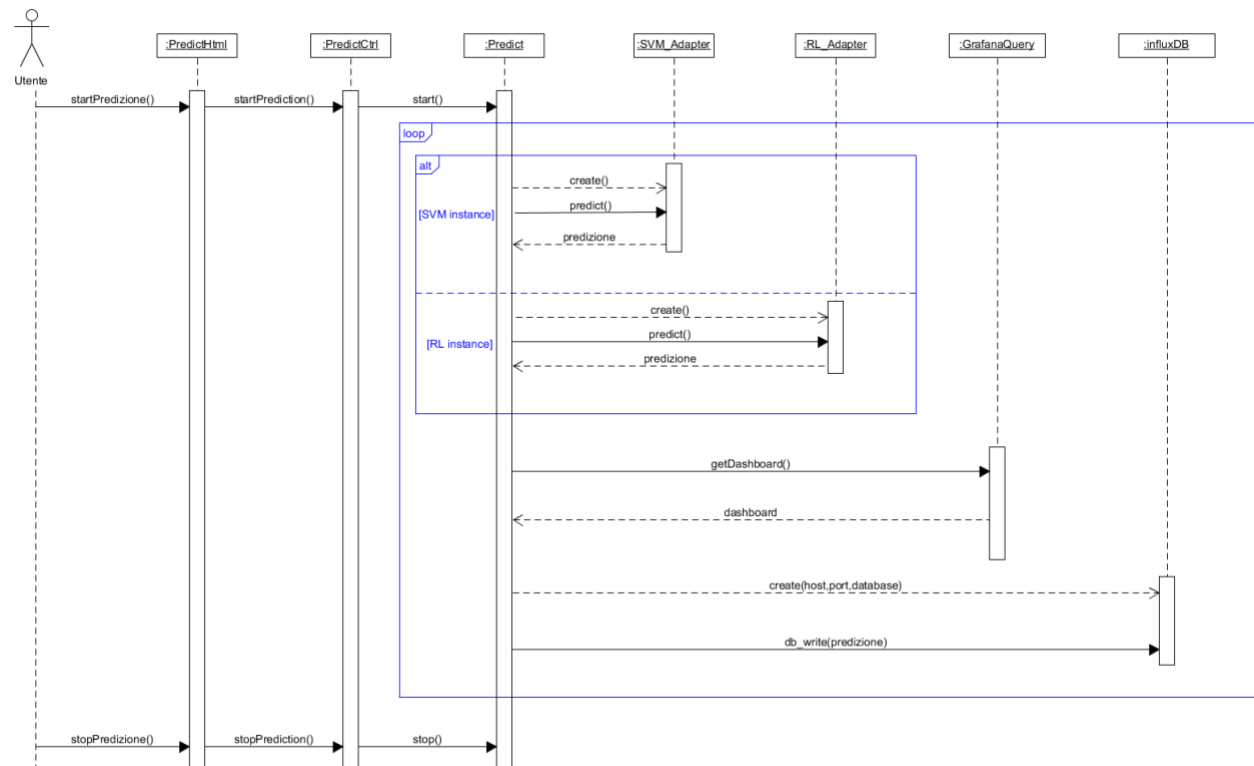 :PredictHtml
:PredictCtrl
:Predict
:SVM_Adapter
:RL_Adapter
:GrafanaQuery
:influxDB
Utente
startPredizione()
startPrediction()
start()
loop
alt
create()
[SVM instance]
predict()
predizione
create()
[RL instance]
predict()
predizione
getDashboard()
dashboard
create(host,port,database)
db_write(predizione)
stopPredizione()
stopPrediction()
stop()